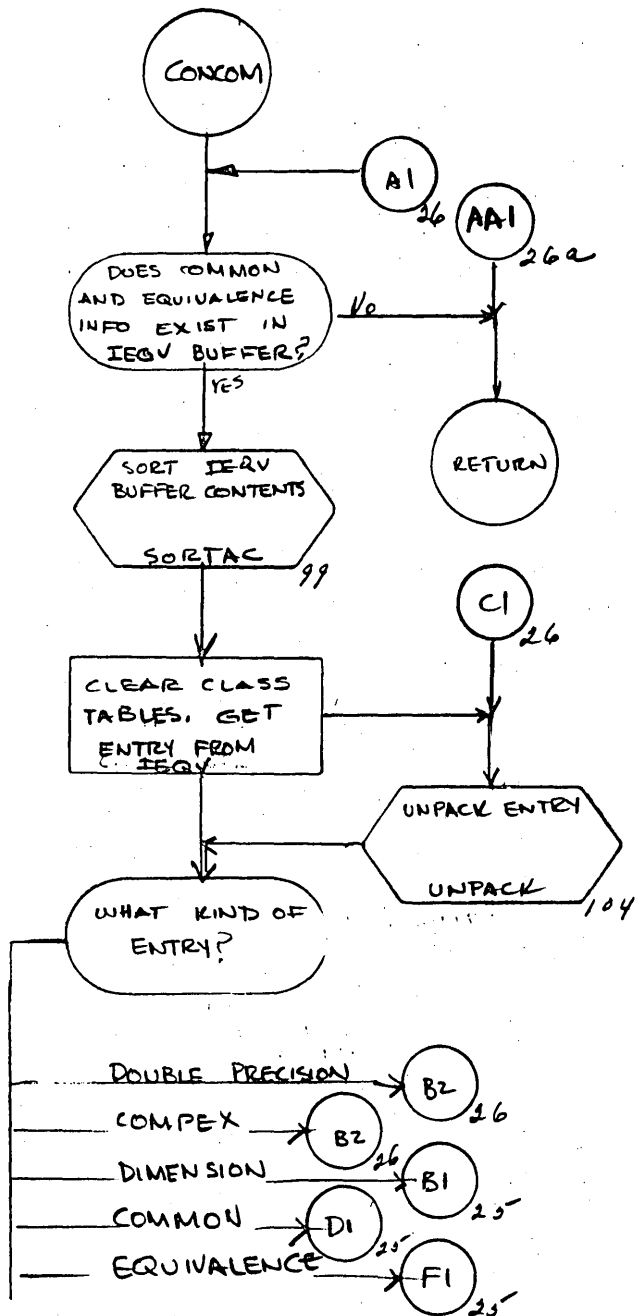 CONCOM
A1
26
AA1
26a
DOES COMMON
AND EQUIVALENCE
INFO EXIST IN
IEQV BUFFER?
No
YES
RETURN
SORT IEQV
BUFFER CONTENTS
SORTAC
99
C1
26
CLEAR CLASS
TABLES. GET
ENTRY FROM
IEQV
UNPACK ENTRY
UNPACK
104
WHAT KIND OF
ENTRY?
DOUBLE PRECISION
B2
26
COMPEX
B2
26
DIMENSION
B1
25
COMMON
D1
25
EQUIVALENCE
F1
25